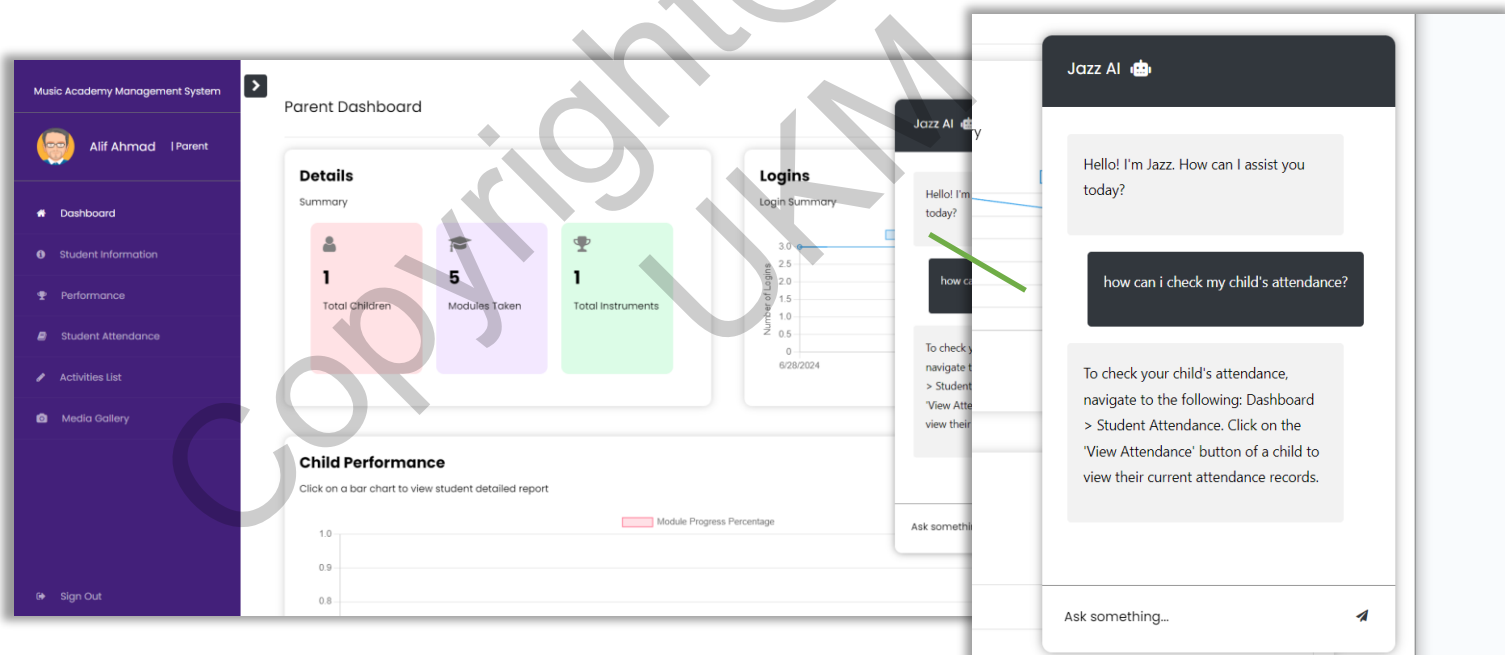 Music Academy Management System
Alif Ahmad | Parent
Dashboard
Student Information
Performance
Student Attendance
Activities List
Media Gallery
Sign Out
Parent Dashboard
Details
Summary
1
Total Children
5
Modules Taken
1
Total Instruments
Logins
Login Summary
Number of Logins
3.0
2.5
2.0
1.5
1.0
0.5
0
6/28/2024
Child Performance
Click on a bar chart to view student detailed report
Module Progress Percentage
1.0
0.9
0.8
Jazz AI
Hello! I'm
today?
how ca
To check y
navigate t
> Student
'View Atte
view their
Ask somethi
y
Jazz AI
Hello! I'm Jazz. How can I assist you
today?
how can i check my child's attendance?
To check your child's attendance,
navigate to the following: Dashboard
> Student Attendance. Click on the
'View Attendance' button of a child to
view their current attendance records.
Ask something...
Copyright©
UKM